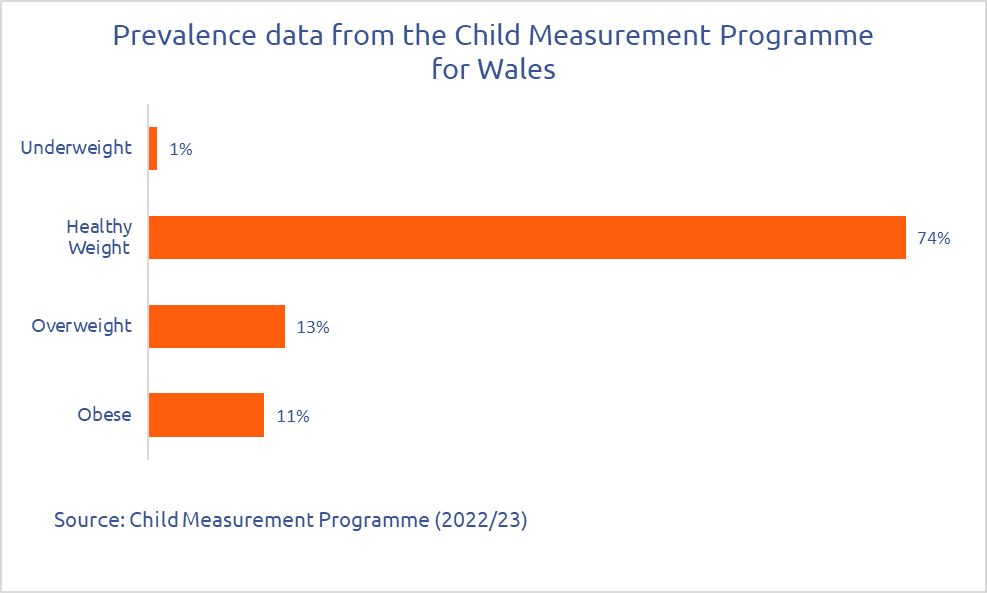 Prevalence data from the Child Measurement Programme
for Wales
Underweight
1%
Healthy
Weight
74%
Overweight
13%
Obese
11%
Source: Child Measurement Programme (2022/23)